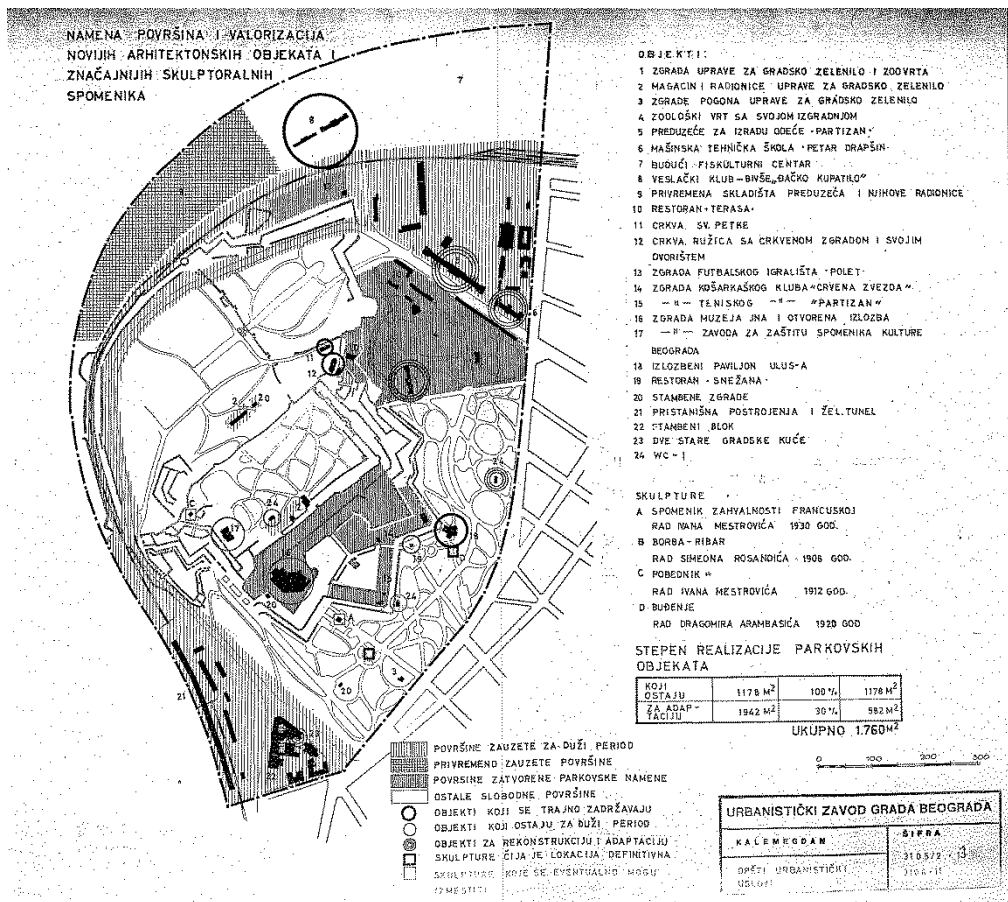 NAMENA POVRŠINA I VALORIZACIJA
NOVIJIH ARHITEKTONSKIH OBJEKATA I
ZNAČAJNIJIH SKULPTORALNIH
SPOMENIKA
OBJEKTI:
1 ZGRADA UPRAVE ZA GRADSKO ZELENILO I ZOOVRTA
2 MAGACIN I RADIONICE UPRAVE ZA GRADSKO ZELENILO
3 ZGRADE POGONA UPRAVE ZA GRADSKO ZELENILO
4 ZOOLOŠKI VRT SA SVOJOM IZGRADNJOM
5 PREDUZEĆE ZA IZRADU ODEĆE "PARTIZAN"
6 MAŠINSKA TEHNIČKA ŠKOLA "PETAR DRAPŠIN"
7 BUDUĆI FISKULTURNI CENTAR
8 VESLAČKI KLUB - BIVŠE „ĐAČKO KUPATILO"
9 PRIVREMENA SKLADIŠTA PREDUZEĆA I NJIHOVE RADIONICE
10 RESTORAN "TERASA"
11 CRKVA SV. PETKE
12 CRKVA RUŽICA SA CRKVENOM ZGRADOM I SVOJIM
DVORIŠTEM
13 ZGRADA FUTBALSKOG IGRALIŠTA "POLET"
14 ZGRADA KOŠARKAŠKOG KLUBA "CRVENA ZVEZDA"
15 —"— TENISKOG —"— "PARTIZAN"
16 ZGRADA MUZEJA JNA I OTVORENA IZLOZBA
17 —"— ZAVODA ZA ZAŠTITU SPOMENIKA KULTURE
BEOGRADA
18 IZLOZBENI PAVILJON ULUS-A
19 RESTORAN "SNEŽANA"
20 STAMBENE ZGRADE
21 PRISTANIŠNA POSTROJENJA I ŽEL. TUNEL
22 STAMBENI BLOK
23 DVE STARE GRADSKE KUĆE
24 WC-I
SKULPTURE
A SPOMENIK ZAHVALNOSTI FRANCUSKOJ
RAD IVANA MESTROVIĆA 1930 GOD.
B BORBA-RIBAR
RAD SIMEONA ROSANDIĆA 1906 GOD.
C POBEDNIK "
RAD IVANA MESTROVIĆA 1912 GOD.
D BUĐENJE
RAD DRAGOMIRA ARAMBASIĆA 1920 GOD
STEPEN REALIZACIJE PARKOVSKIH
OBJEKATA
KOJI OSTAJU 1178 M² 100 % 1178 M²
ZA ADAPTACIJU 1942 M² 30 % 582 M²
UKUPNO 1.760M²
0 100 200 300
POVRŠINE ZAUZETE ZA DUŽI PERIOD
PRIVREMENO ZAUZETE POVRŠINE
POVRSINE ZATVORENE PARKOVSKE NAMENE
OSTALE SLOBODNE POVRŠINE
OBJEKTI KOJI SE TRAJNO ZADRŽAVAJU
OBJEKTI KOJI OSTAJU ZA DUŽI PERIOD
OBJEKTI ZA REKONSTRUKCIJU I ADAPTACIJU
SKULPTURE ČIJA JE LOKACIJA DEFINITIVNA
SKULPTURE KOJE SE EVENTUALNO MOGU
IZMESTITI
URBANISTIČKI ZAVOD GRADA BEOGRADA
KALEMEGDAN
ŠIFRA
310572
OPŠTI URBANISTIČKI
USLOVI